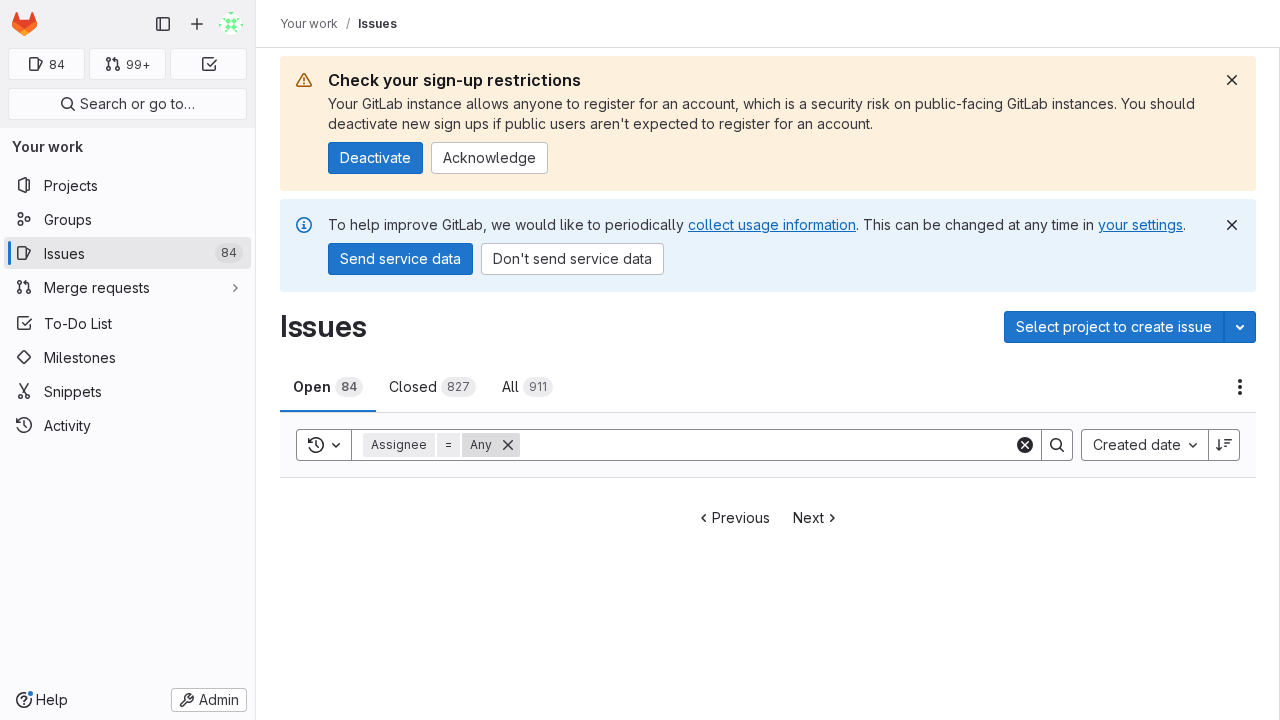 Your work / Issues
84
99+
Search or go to…
Your work
Projects
Groups
Issues 84
Merge requests
To-Do List
Milestones
Snippets
Activity
Help
Admin
Check your sign-up restrictions
Your GitLab instance allows anyone to register for an account, which is a security risk on public-facing GitLab instances. You should
deactivate new sign ups if public users aren't expected to register for an account.
Deactivate Acknowledge
To help improve GitLab, we would like to periodically collect usage information. This can be changed at any time in your settings.
Send service data Don't send service data
Issues
Select project to create issue
Open 84 Closed 827 All 911
Assignee = Any
Created date
Previous Next